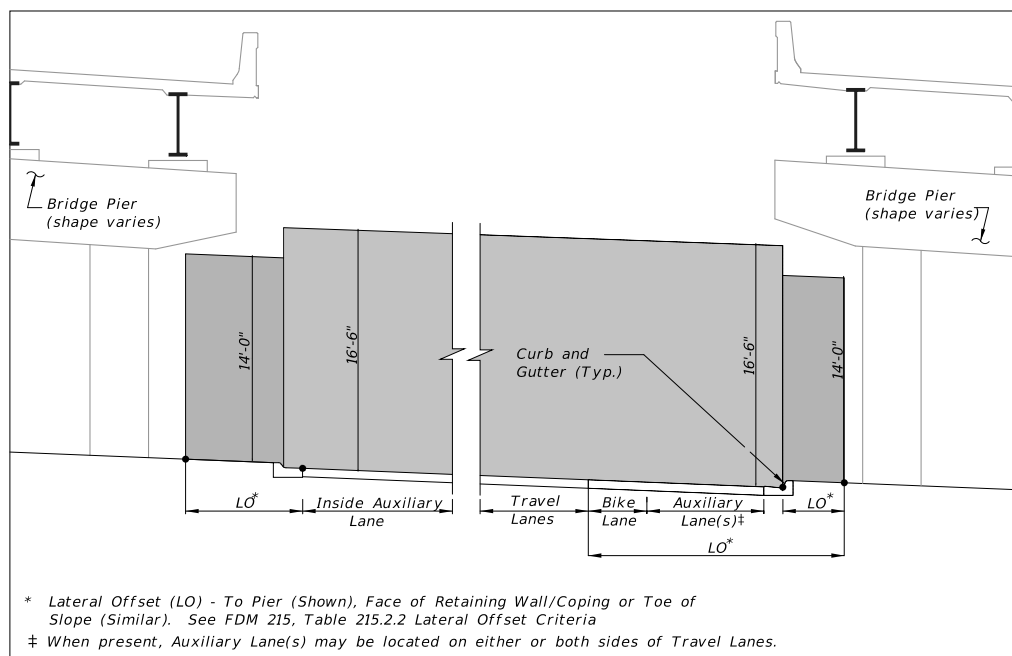 Bridge Pier
(shape varies)
Bridge Pier
(shape varies)
14'-0"
16'-6"
Curb and
Gutter (Typ.)
16'-6"
14'-0"
LO*
Inside Auxiliary
Lane
Travel
Lanes
Bike
Lane
Auxiliary
Lane(s)‡
LO*
LO*
* Lateral Offset (LO) - To Pier (Shown), Face of Retaining Wall/Coping or Toe of
Slope (Similar). See FDM 215, Table 215.2.2 Lateral Offset Criteria
‡ When present, Auxiliary Lane(s) may be located on either or both sides of Travel Lanes.